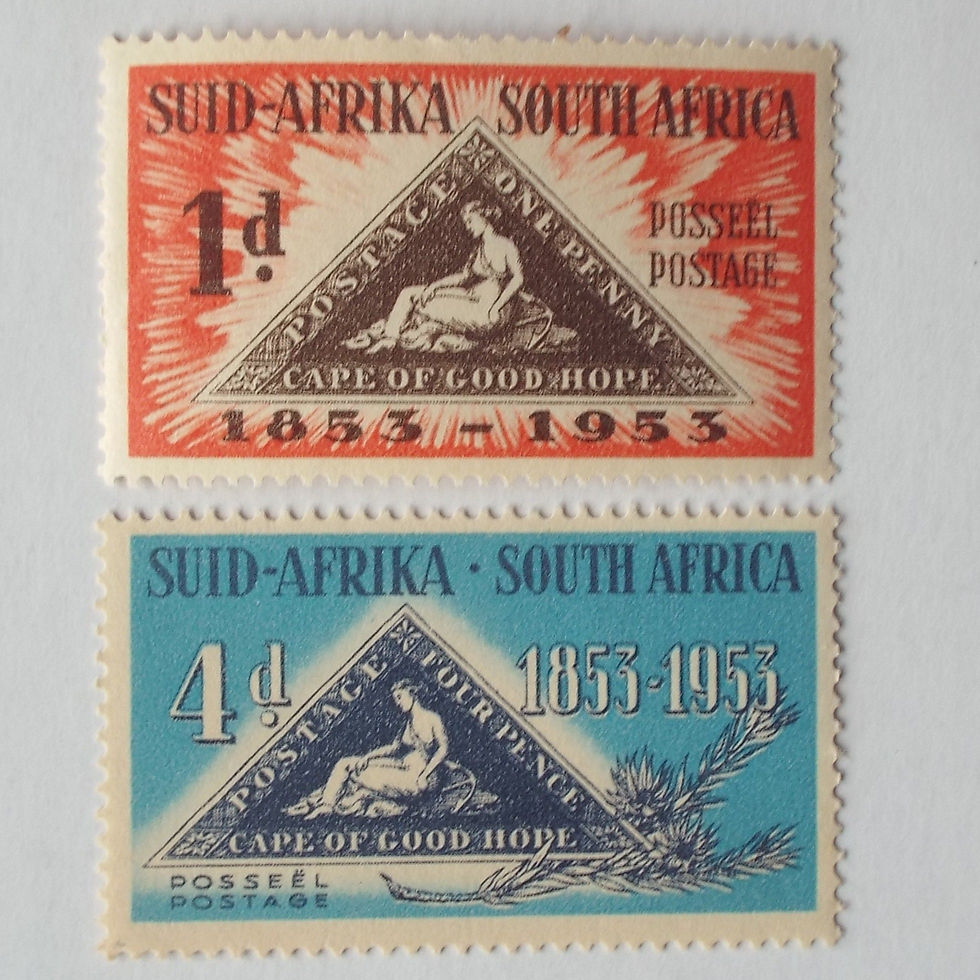 SUID-AFRIKA SOUTH AFRICA
1d
POSTAGE ONE PENNY
CAPE OF GOOD HOPE
POSSEËL
POSTAGE
1853 - 1953
SUID-AFRIKA · SOUTH AFRICA
4d
1853-1953
POSTAGE FOUR PENCE
CAPE OF GOOD HOPE
POSSEËL
POSTAGE